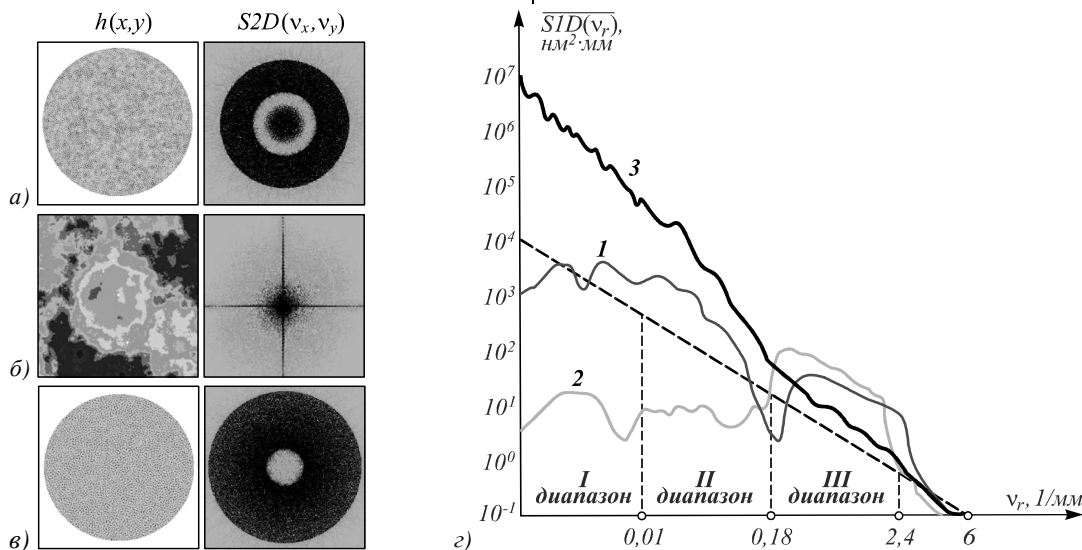 h(x,y)
S2D(νx,νy)
а)
б)
в)
S1D(νr),
нм²·мм
10⁷
10⁶
10⁵
10⁴
10³
10²
10¹
10⁰
10⁻¹
3
1
2
I
диапазон
II
диапазон
III
диапазон
νr, 1/мм
0,01
0,18
2,4
6
г)